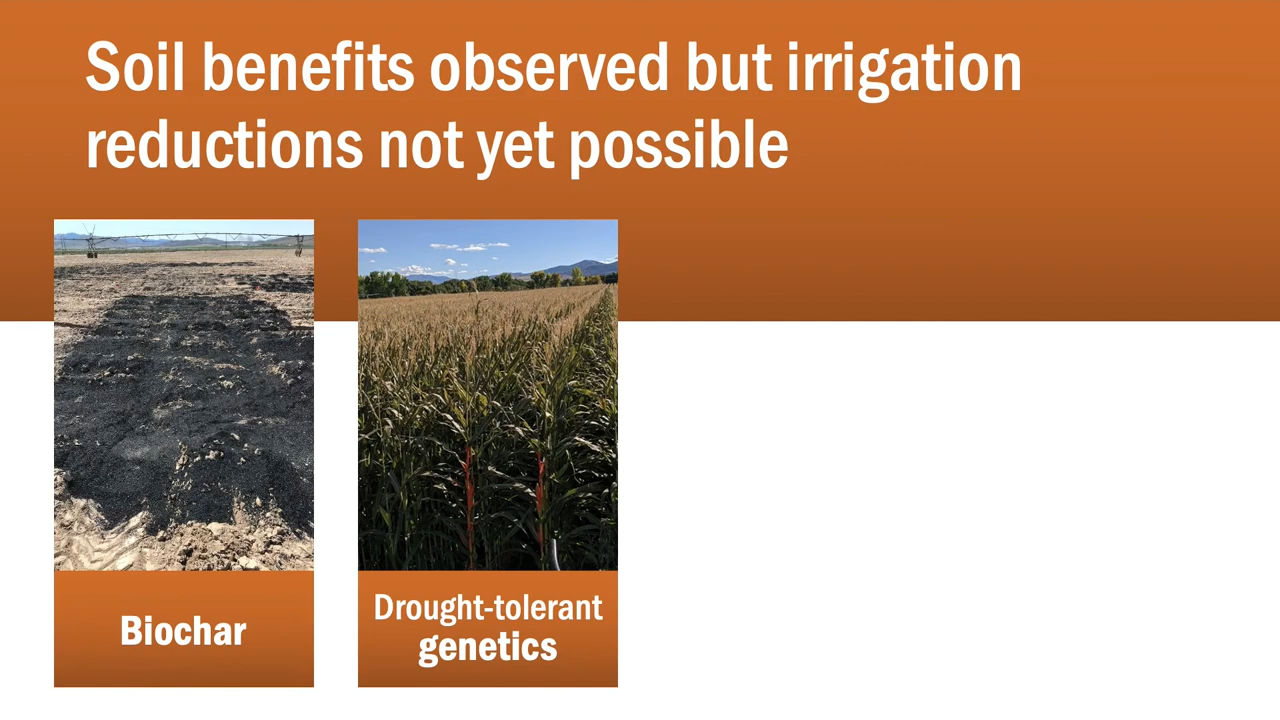 Soil benefits observed but irrigation
reductions not yet possible
Biochar
Drought-tolerant
genetics